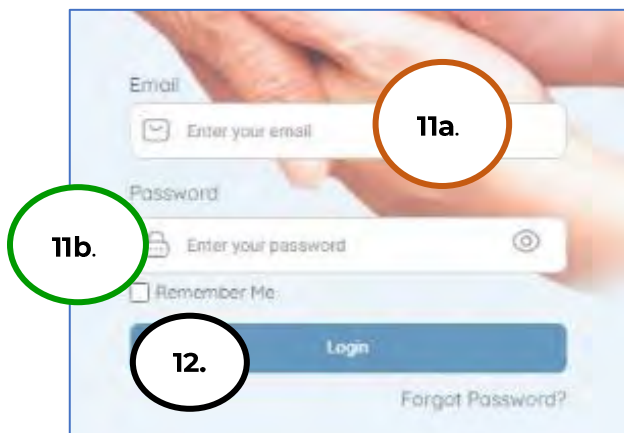 Email
Enter your email
11a.
Password
11b.
Enter your password
Remember Me
12.
Login
Forgot Password?